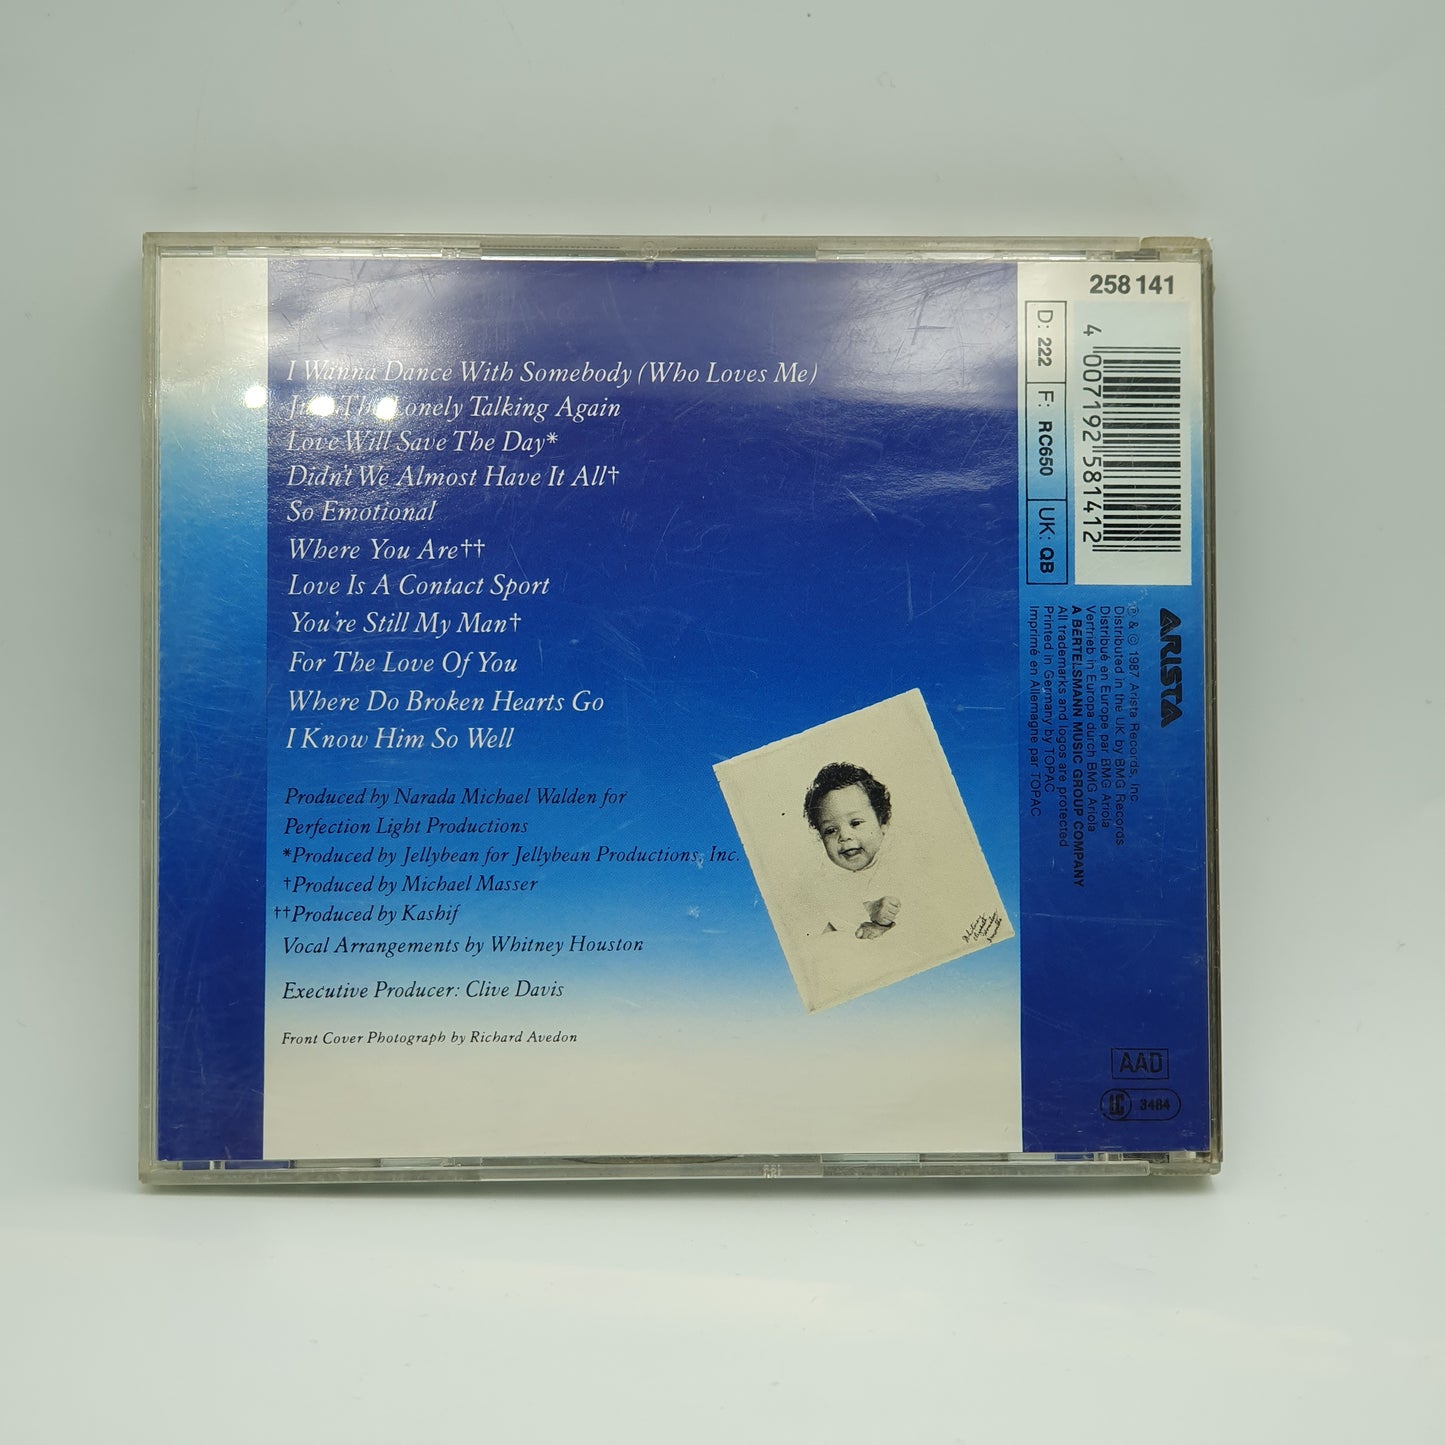 I Wanna Dance With Somebody (Who Loves Me)
Just The Lonely Talking Again
Love Will Save The Day*
Didn't We Almost Have It All†
So Emotional
Where You Are††
Love Is A Contact Sport
You're Still My Man†
For The Love Of You
Where Do Broken Hearts Go
I Know Him So Well
Produced by Narada Michael Walden for
Perfection Light Productions
*Produced by Jellybean for Jellybean Productions, Inc.
†Produced by Michael Masser
††Produced by Kashif
Vocal Arrangements by Whitney Houston
Executive Producer: Clive Davis
Front Cover Photograph by Richard Avedon
258 141
4 007192 581412
D: 222
F: RC650
UK: QB
ARISTA
℗ & © 1987 Arista Records, Inc.
Distributed in the UK by BMG Records
Distribué en Europe par BMG Ariola
Vertrieb in Europa durch BMG Ariola
A BERTELSMANN MUSIC GROUP COMPANY
All trademarks and logos are protected
Printed in Germany by TOPAC
Imprimé en Allemagne par TOPAC
AAD
LC 3484